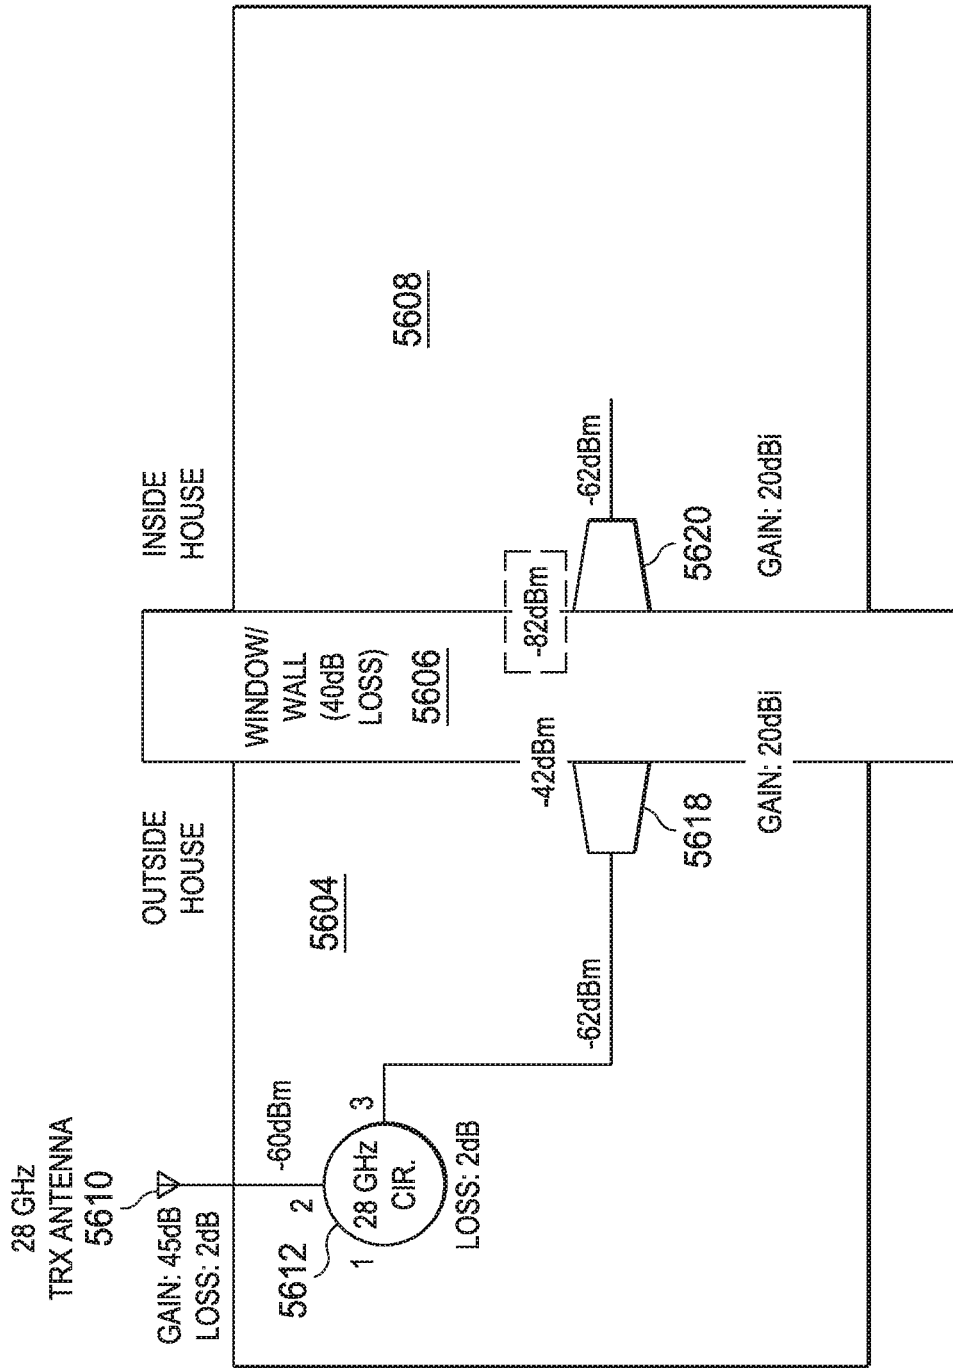 28 GHz
TRX ANTENNA
5610
GAIN: 45dB
LOSS: 2dB
OUTSIDE
HOUSE
INSIDE
HOUSE
-60dBm
5612
1
2
3
28 GHz
CIR.
LOSS: 2dB
5604
WINDOW/
WALL
(40dB
LOSS)
5606
5608
-62dBm
-42dBm
-82dBm
-62dBm
5618
5620
GAIN: 20dBi
GAIN: 20dBi